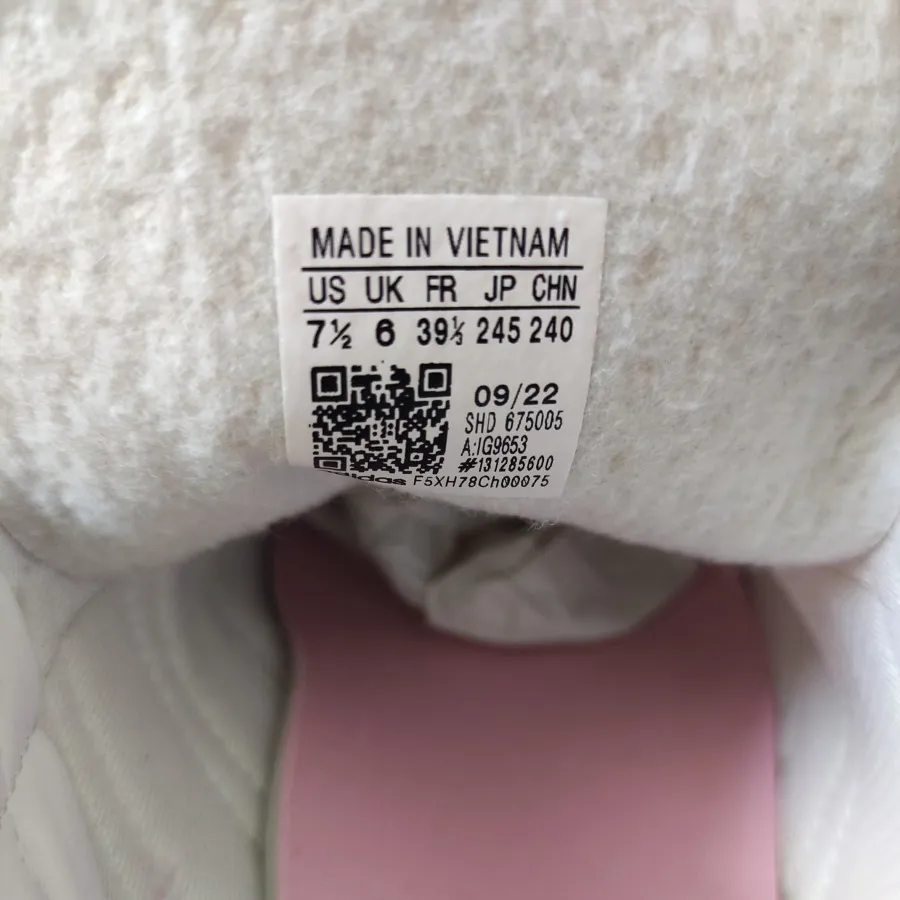 MADE IN VIETNAM
US UK FR JP CHN
7½ 6 39⅓ 245 240
09/22
SHD 675005
A:IG9653
#131285600
adidas F5XH78Ch00075